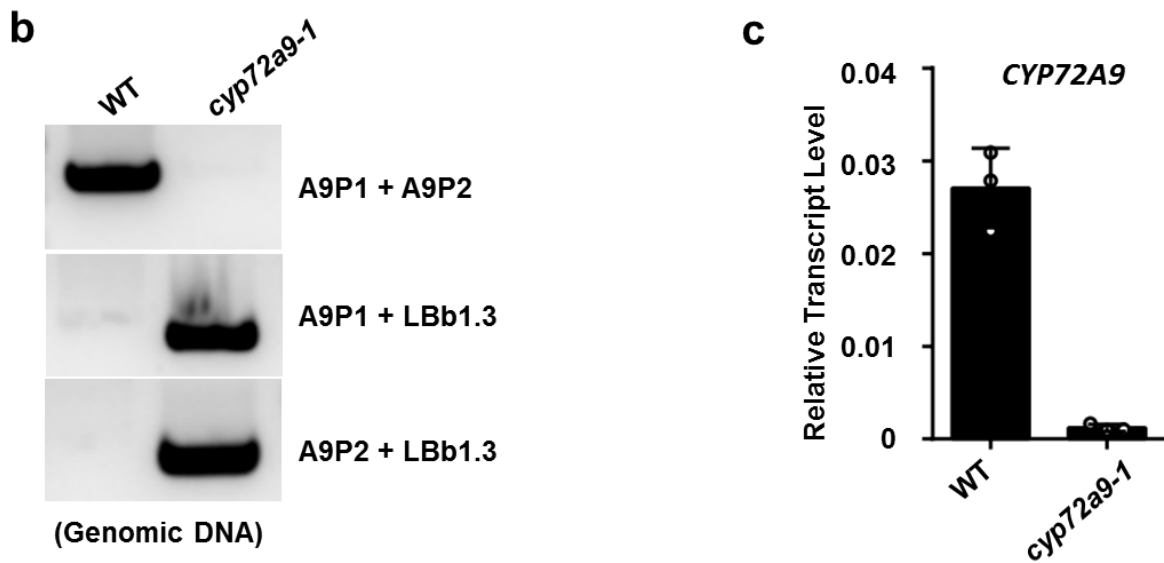 b
WT
cyp72a9-1
A9P1 + A9P2
A9P1 + LBb1.3
A9P2 + LBb1.3
(Genomic DNA)
c
CYP72A9
Relative Transcript Level
0.04
0.03
0.02
0.01
0
WT
cyp72a9-1